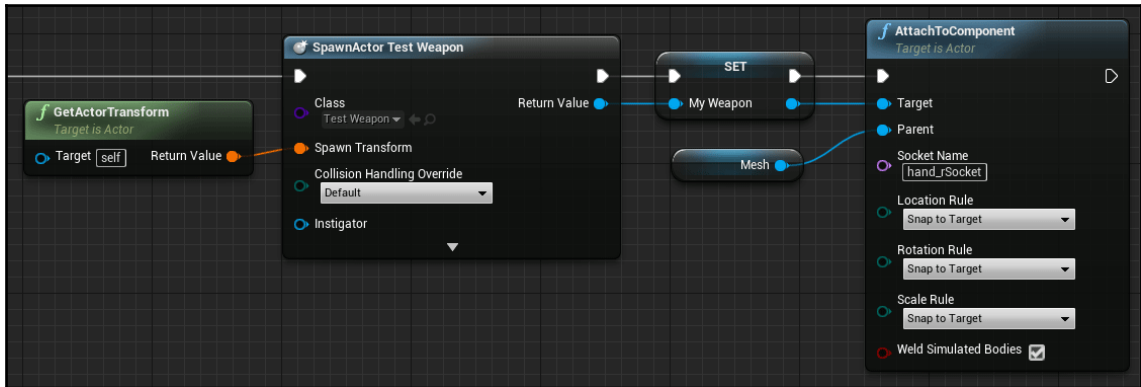 GetActorTransform
Target is Actor
Target self Return Value
SpawnActor Test Weapon
Class Return Value
Test Weapon
Spawn Transform
Collision Handling Override
Default
Instigator
SET
My Weapon
Mesh
AttachToComponent
Target is Actor
Target
Parent
Socket Name
hand_rSocket
Location Rule
Snap to Target
Rotation Rule
Snap to Target
Scale Rule
Snap to Target
Weld Simulated Bodies